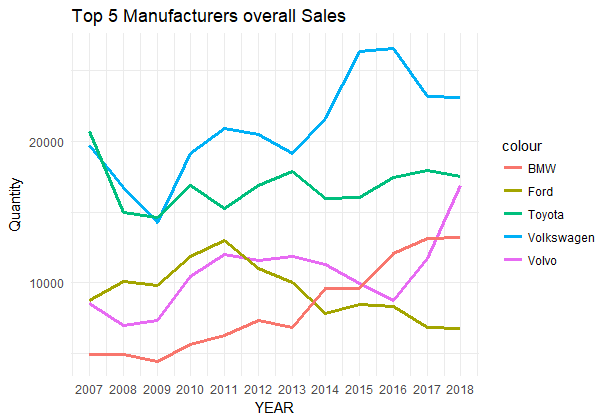 Top 5 Manufacturers overall Sales
Quantity
20000
10000
2007 2008 2009 2010 2011 2012 2013 2014 2015 2016 2017 2018
YEAR
colour
BMW
Ford
Toyota
Volkswagen
Volvo